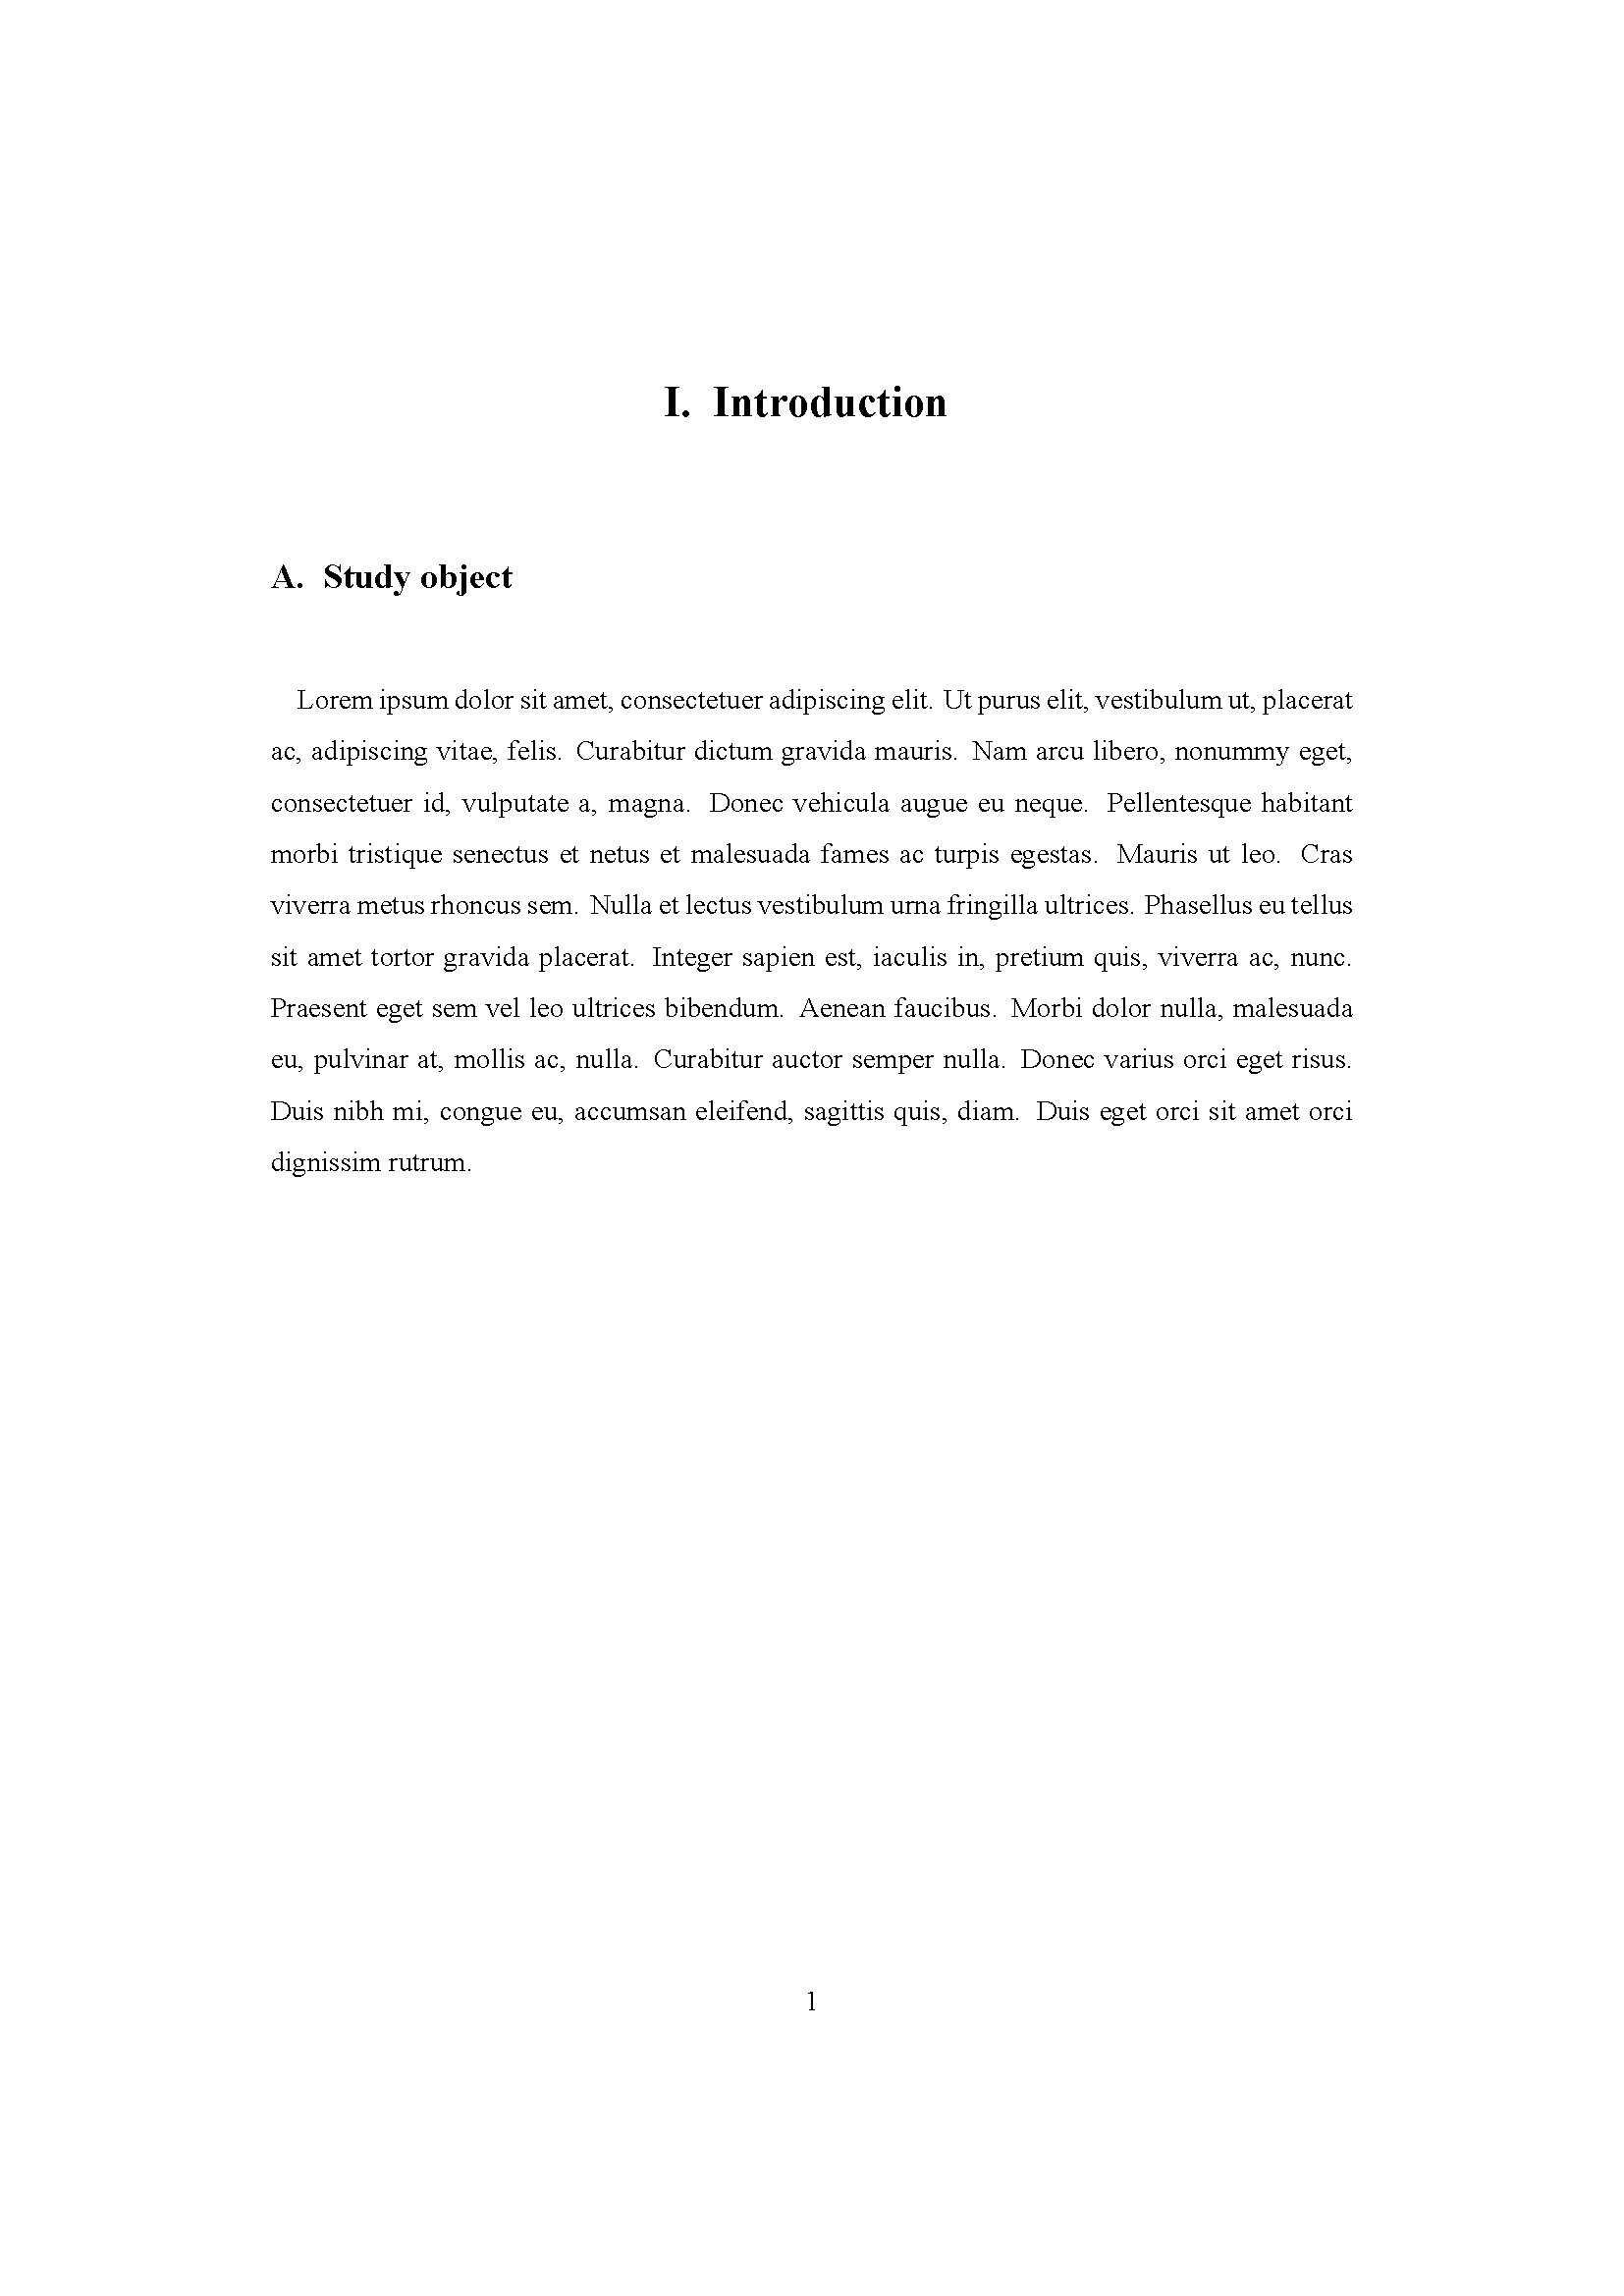 I. Introduction
A. Study object
Lorem ipsum dolor sit amet, consectetuer adipiscing elit. Ut purus elit, vestibulum ut, placerat
ac, adipiscing vitae, felis. Curabitur dictum gravida mauris. Nam arcu libero, nonummy eget,
consectetuer id, vulputate a, magna. Donec vehicula augue eu neque. Pellentesque habitant
morbi tristique senectus et netus et malesuada fames ac turpis egestas. Mauris ut leo. Cras
viverra metus rhoncus sem. Nulla et lectus vestibulum urna fringilla ultrices. Phasellus eu tellus
sit amet tortor gravida placerat. Integer sapien est, iaculis in, pretium quis, viverra ac, nunc.
Praesent eget sem vel leo ultrices bibendum. Aenean faucibus. Morbi dolor nulla, malesuada
eu, pulvinar at, mollis ac, nulla. Curabitur auctor semper nulla. Donec varius orci eget risus.
Duis nibh mi, congue eu, accumsan eleifend, sagittis quis, diam. Duis eget orci sit amet orci
dignissim rutrum.
1